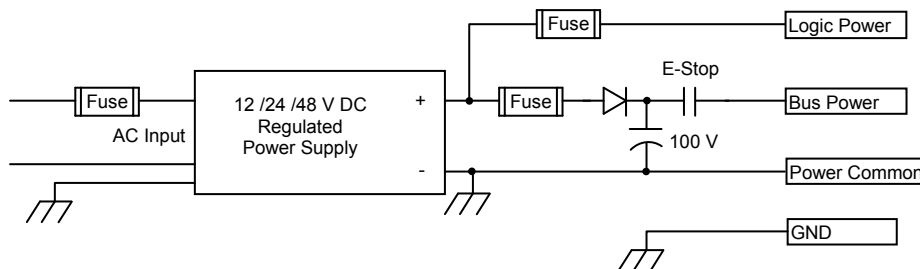 Fuse
Logic Power
E-Stop
Fuse
AC Input
12 /24 /48 V DC
Regulated
Power Supply
+
-
Fuse
Bus Power
100 V
Power Common
GND